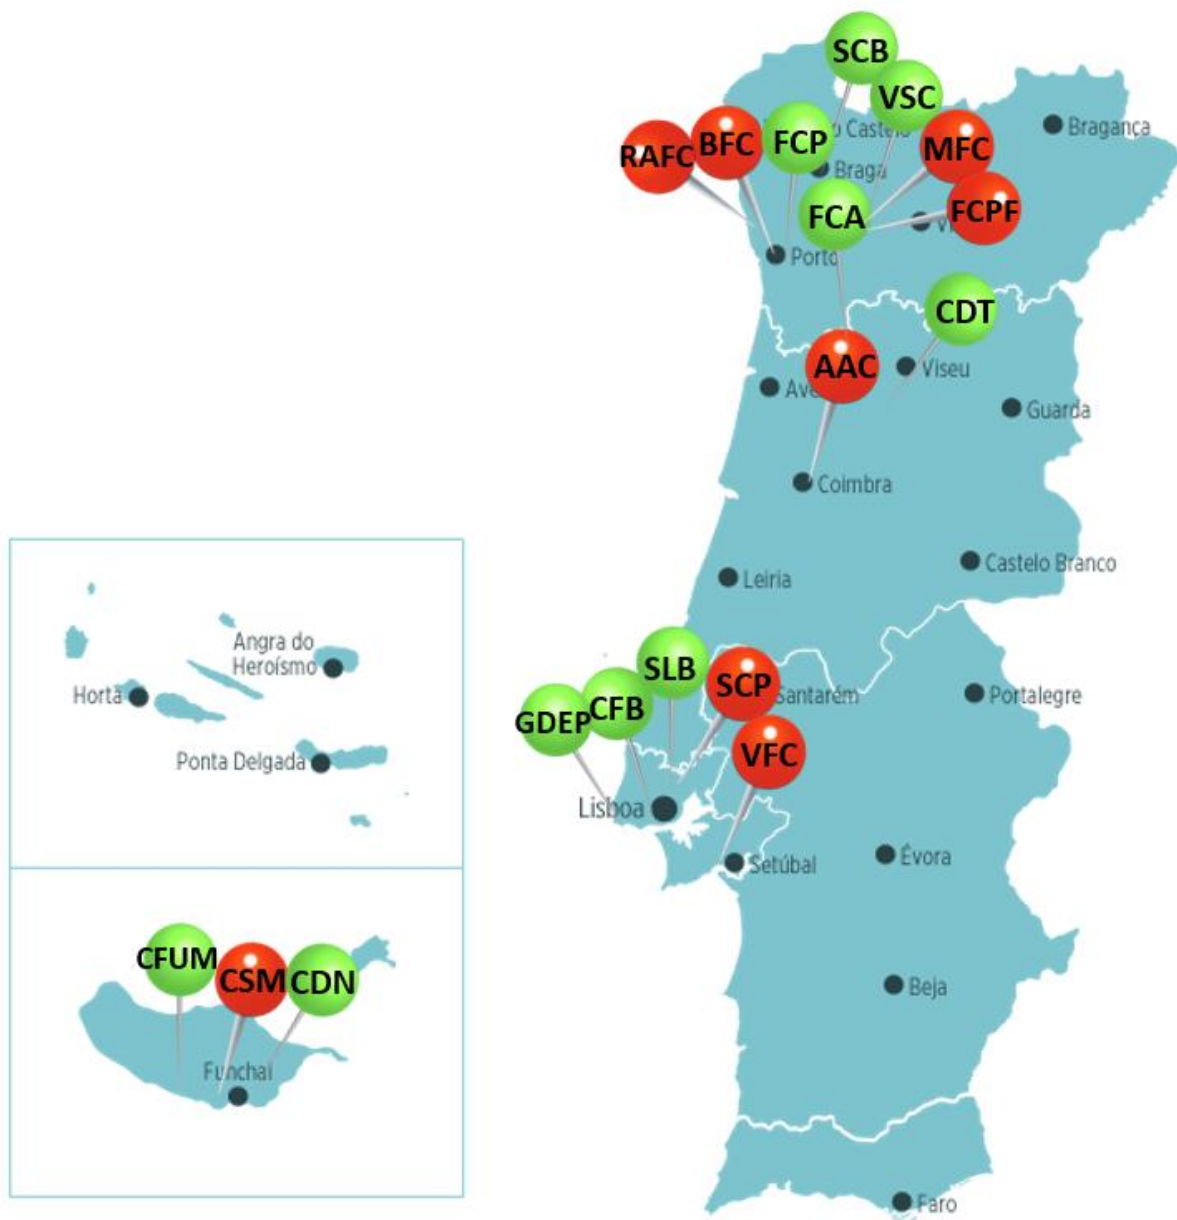 SCB
VSC
RAFC
BFC
FCP
o Castelo
MFC
Bragança
Braga
FCA
FCPF
Vi
Porto
CDT
AAC
Ave
Viseu
Guarda
Coimbra
Castelo Branco
Leiria
Angra do
Heroísmo
Horta
Ponta Delgada
SLB
SCP
Santarém
Portalegre
GDEP
CFB
VFC
Lisboa
Setúbal
Évora
CFUM
CSM
CDN
Funchal
Beja
Faro